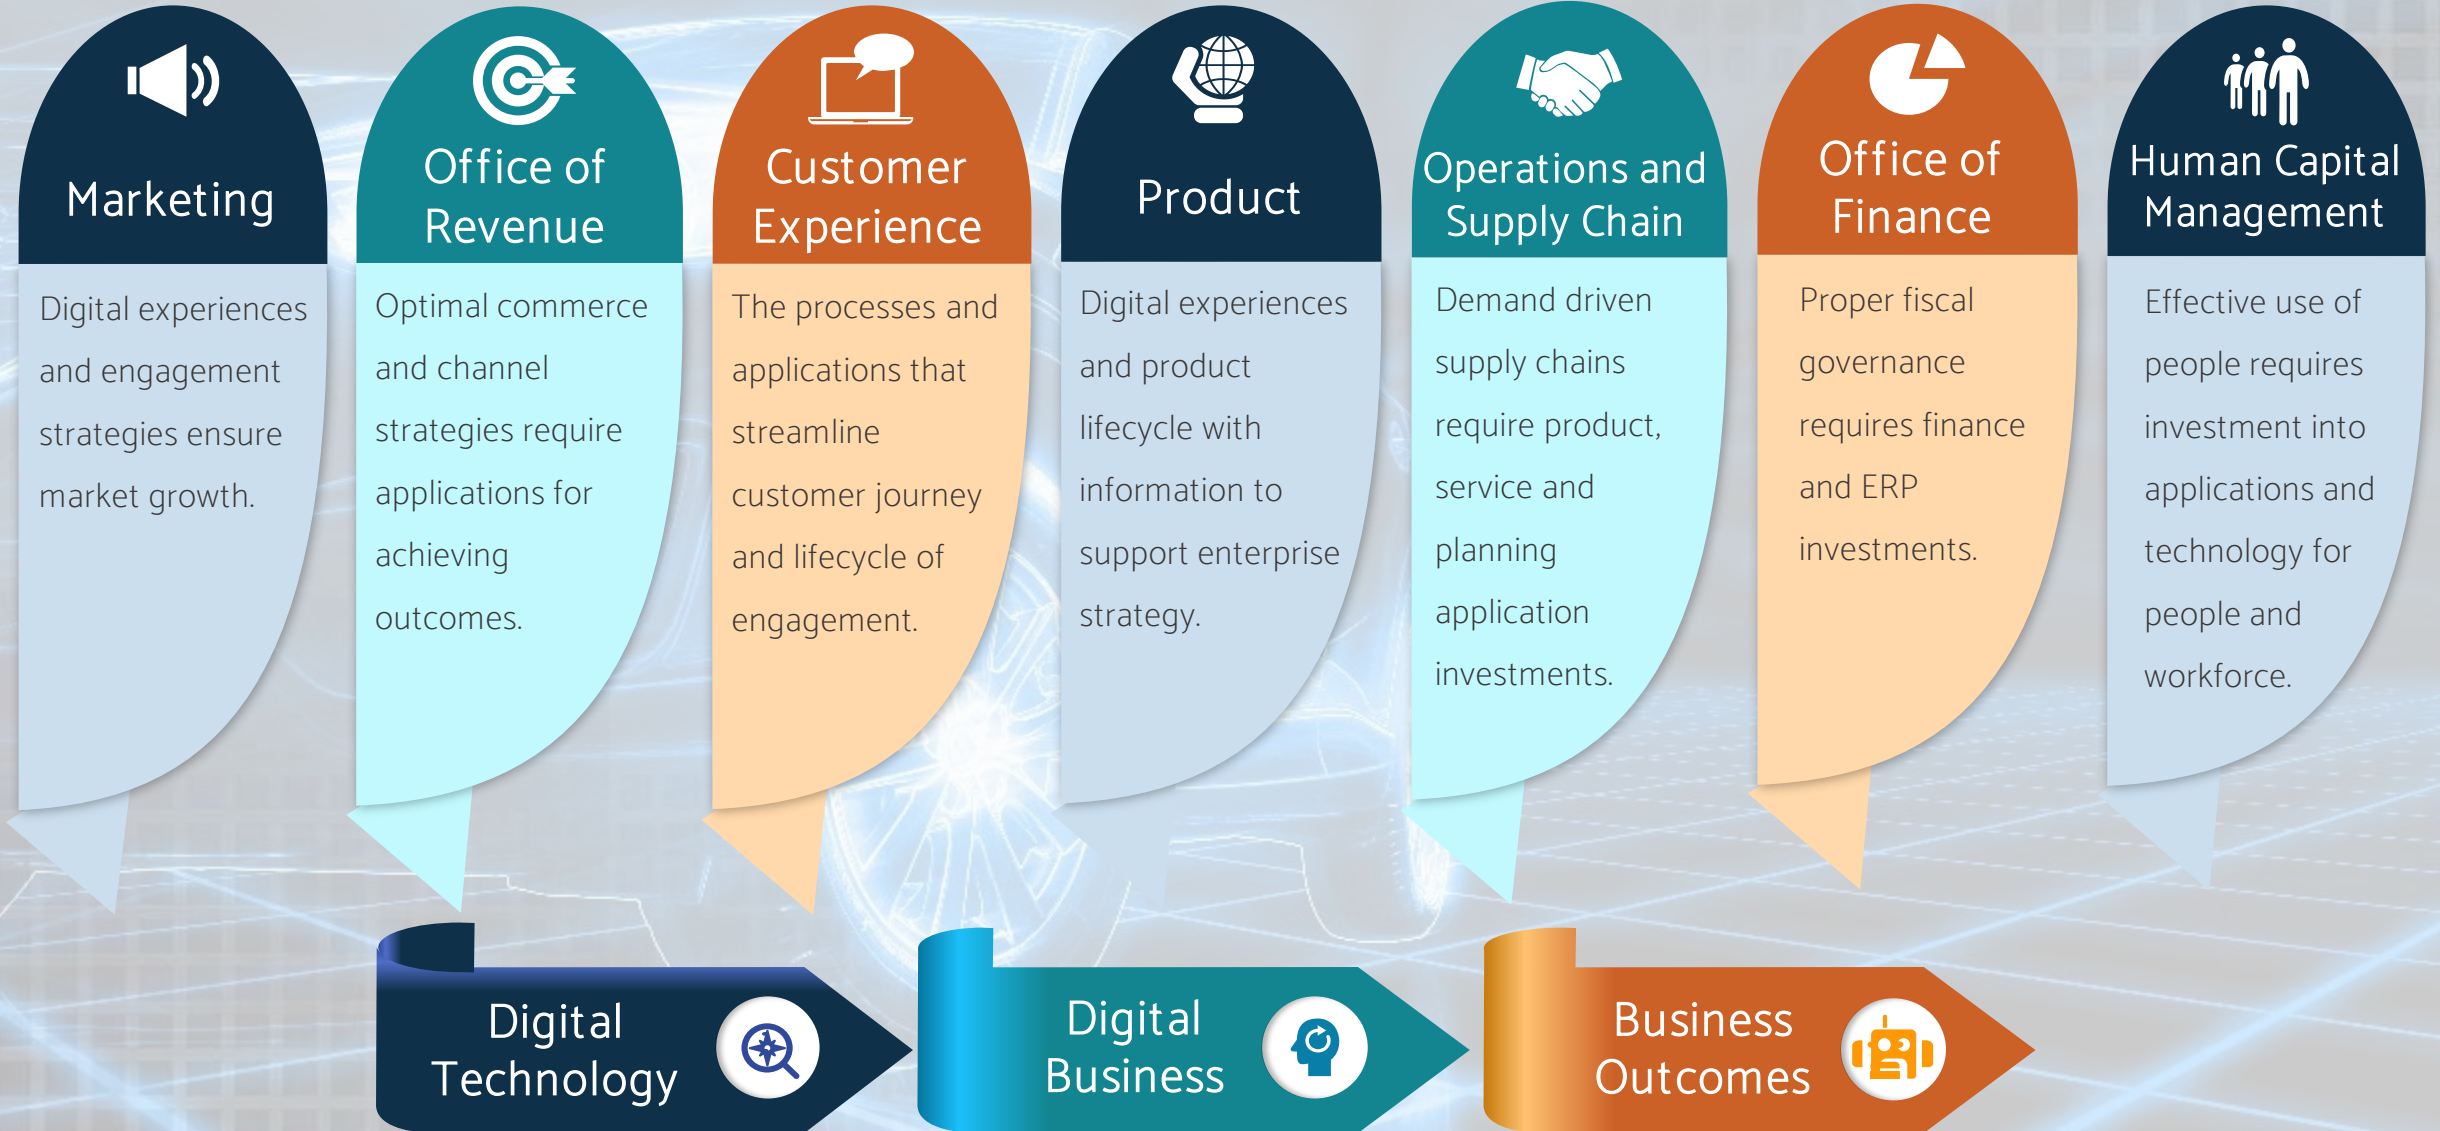 Marketing
Digital experiences
and engagement
strategies ensure
market growth.
Office of
Revenue
Optimal commerce
and channel
strategies require
applications for
achieving
outcomes.
Customer
Experience
The processes and
applications that
streamline
customer journey
and lifecycle of
engagement.
Product
Digital experiences
and product
lifecycle with
information to
support enterprise
strategy.
Operations and
Supply Chain
Demand driven
supply chains
require product,
service and
planning
application
investments.
Office of
Finance
Proper fiscal
governance
requires finance
and ERP
investments.
Human Capital
Management
Effective use of
people requires
investment into
applications and
technology for
people and
workforce.
Digital
Technology
Digital
Business
Business
Outcomes